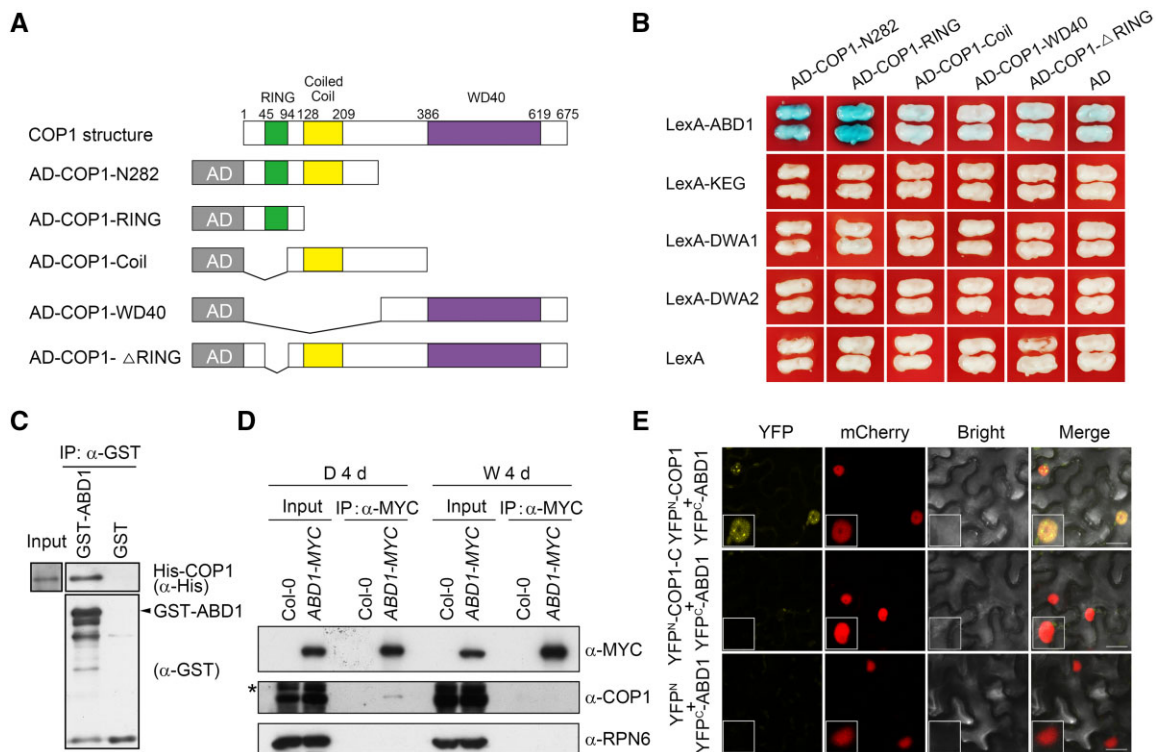 A
RING
Coiled
Coil
WD40
1 45 94 128 209 386 619 675
COP1 structure
AD-COP1-N282
AD
AD-COP1-RING
AD
AD-COP1-Coil
AD
AD-COP1-WD40
AD
AD-COP1- △RING
AD
B
AD-COP1-N282
AD-COP1-RING
AD-COP1-Coil
AD-COP1-WD40
AD-COP1-△RING
AD
LexA-ABD1
LexA-KEG
LexA-DWA1
LexA-DWA2
LexA
C
IP: α-GST
Input
GST-ABD1
GST
His-COP1
(α-His)
GST-ABD1
(α-GST)
D
D 4 d W 4 d
Input IP: α-MYC Input IP: α-MYC
Col-0 ABD1-MYC Col-0 ABD1-MYC Col-0 ABD1-MYC Col-0 ABD1-MYC
α-MYC
* α-COP1
α-RPN6
E
YFP mCherry Bright Merge
YFPᴺ-COP1
+
YFPᶜ-ABD1
YFPᴺ-COP1-C
+
YFPᶜ-ABD1
YFPᴺ
+
YFPᶜ-ABD1